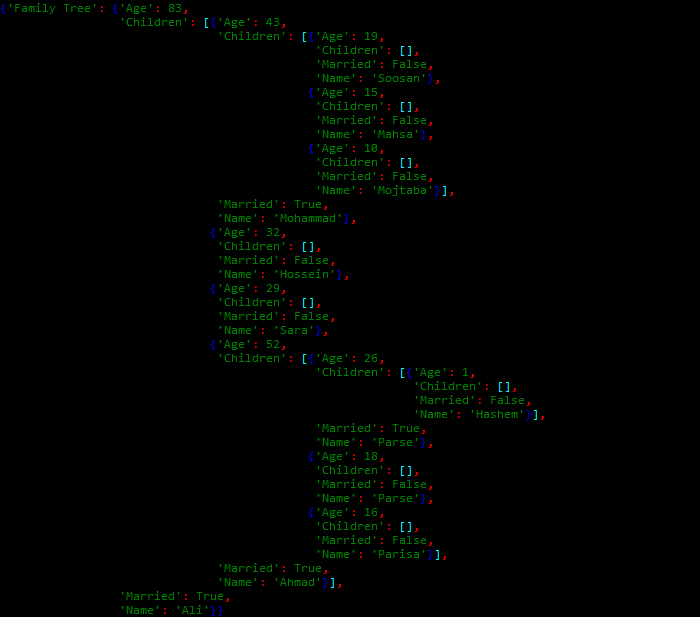 {'Family Tree': {'Age': 83,
'Children': [{'Age': 43,
'Children': [{'Age': 19,
'Children': [],
'Married': False,
'Name': 'Soosan'},
{'Age': 15,
'Children': [],
'Married': False,
'Name': 'Mahsa'},
{'Age': 10,
'Children': [],
'Married': False,
'Name': 'Mojtaba'}],
'Married': True,
'Name': 'Mohammad'},
{'Age': 32,
'Children': [],
'Married': False,
'Name': 'Hossein'},
{'Age': 29,
'Children': [],
'Married': False,
'Name': 'Sara'},
{'Age': 52,
'Children': [{'Age': 26,
'Children': [{'Age': 1,
'Children': [],
'Married': False,
'Name': 'Hashem'}],
'Married': True,
'Name': 'Parse'},
{'Age': 18,
'Children': [],
'Married': False,
'Name': 'Parse'},
{'Age': 16,
'Children': [],
'Married': False,
'Name': 'Parisa'}],
'Married': True,
'Name': 'Ahmad'}],
'Married': True,
'Name': 'Ali'}}